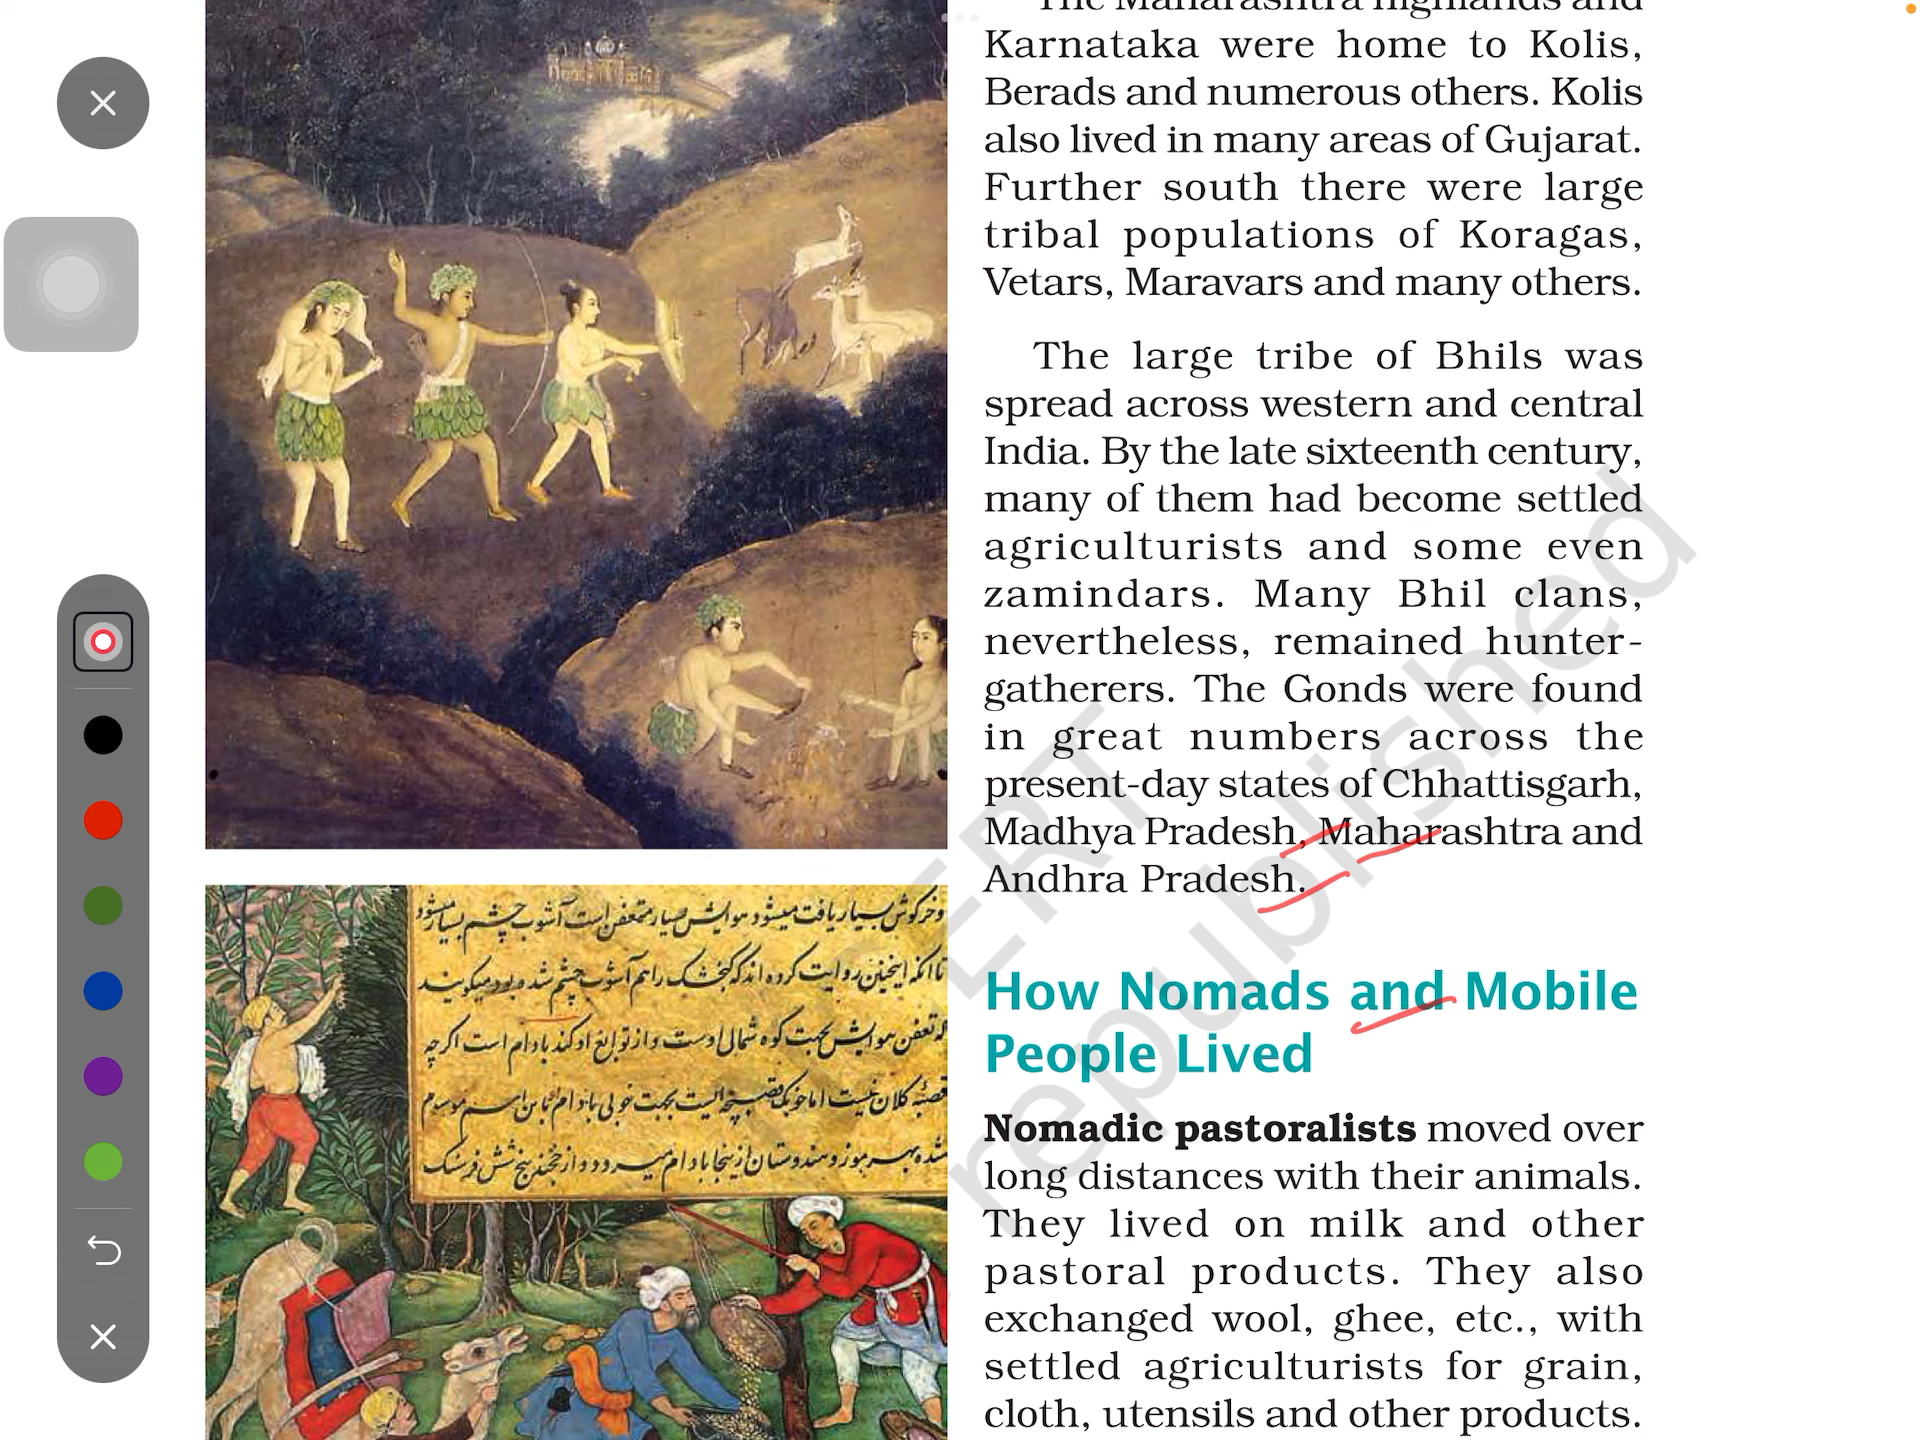 The Maharashtra highlands and
Karnataka were home to Kolis,
Berads and numerous others. Kolis
also lived in many areas of Gujarat.
Further south there were large
tribal populations of Koragas,
Vetars, Maravars and many others.
The large tribe of Bhils was
spread across western and central
India. By the late sixteenth century,
many of them had become settled
agriculturists and some even
zamindars. Many Bhil clans,
nevertheless, remained hunter-
gatherers. The Gonds were found
in great numbers across the
present-day states of Chhattisgarh,
Madhya Pradesh, Maharashtra and
Andhra Pradesh.
How Nomads and Mobile
People Lived
Nomadic pastoralists moved over
long distances with their animals.
They lived on milk and other
pastoral products. They also
exchanged wool, ghee, etc., with
settled agriculturists for grain,
cloth, utensils and other products.
republished